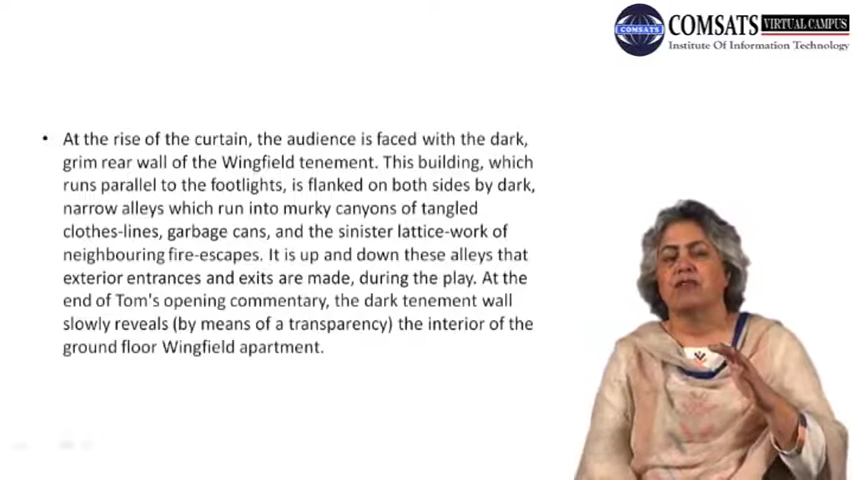 COMSATS VIRTUAL CAMPUS
COMSATS
Institute Of Information Technology
• At the rise of the curtain, the audience is faced with the dark,
grim rear wall of the Wingfield tenement. This building, which
runs parallel to the footlights, is flanked on both sides by dark,
narrow alleys which run into murky canyons of tangled
clothes-lines, garbage cans, and the sinister lattice-work of
neighbouring fire-escapes. It is up and down these alleys that
exterior entrances and exits are made, during the play. At the
end of Tom's opening commentary, the dark tenement wall
slowly reveals (by means of a transparency) the interior of the
ground floor Wingfield apartment.